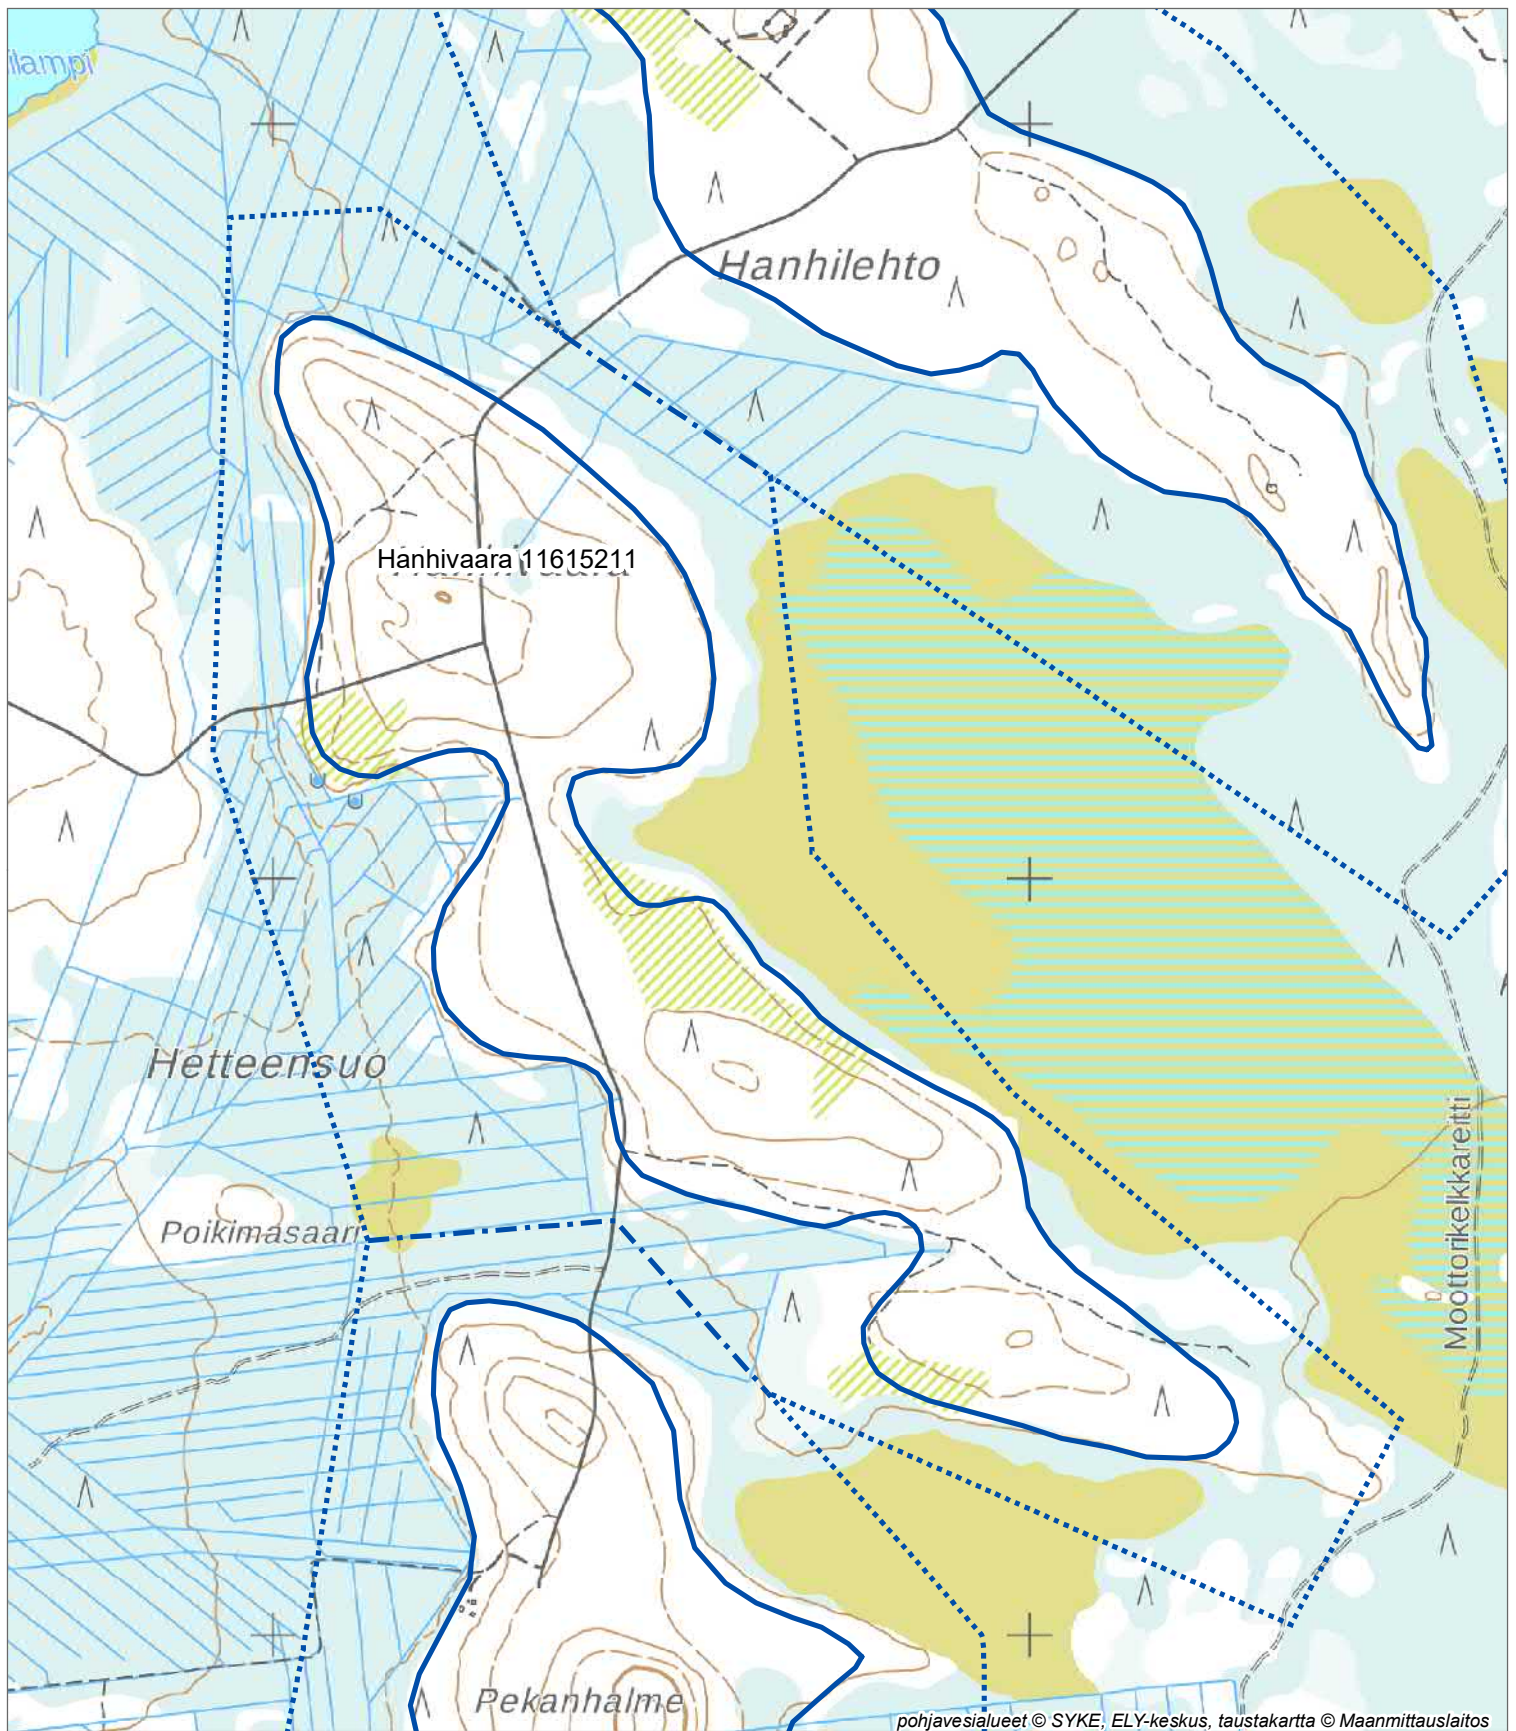 ilampi
Hanhilehto
Hanhivaara 11615211
Hetteensuo
Poikimasaari
Moottorikelkkareitti
Pekanhalme
pohjavesialueet © SYKE, ELY-keskus, taustakartta © Maanmittauslaitos